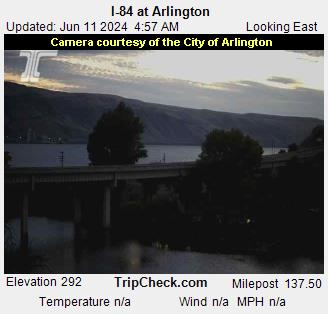 I-84 at Arlington
Updated: Jun 11 2024 4:57 AM Looking East
Camera courtesy of the City of Arlington
Elevation 292 TripCheck.com Milepost 137.50
Temperature n/a Wind n/a MPH n/a